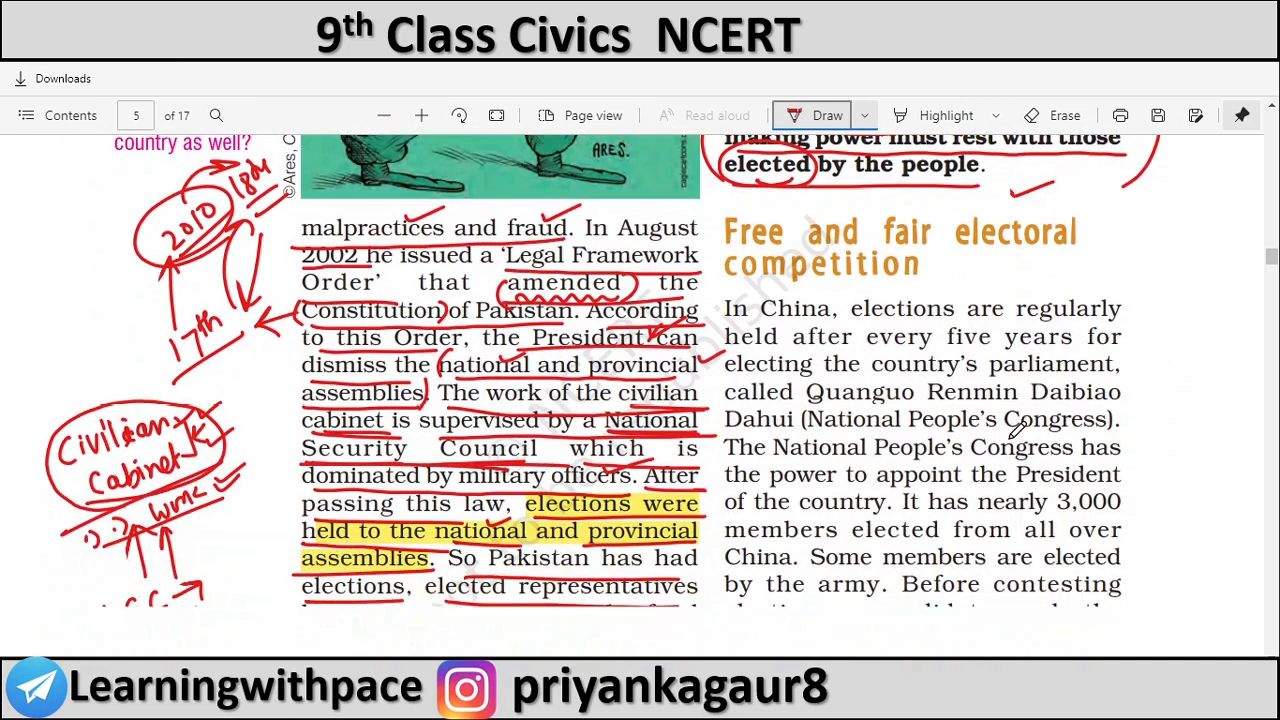 9th Class Civics NCERT
Downloads
Contents
5 of 17
Page view
Read aloud
Draw
Highlight
Erase
country as well?
©Ares, C
ARES.
caglecartoons.com
2010
18th
17th
Civilian
Cabinet
work
malpractices and fraud. In August
2002 he issued a ‘Legal Framework
Order’ that amended the
Constitution of Pakistan. According
to this Order, the President can
dismiss the national and provincial
assemblies. The work of the civilian
cabinet is supervised by a National
Security Council which is
dominated by military officers. After
passing this law, elections were
held to the national and provincial
assemblies. So Pakistan has had
elections, elected representatives
making power must rest with those
elected by the people.
Free and fair electoral
competition
In China, elections are regularly
held after every five years for
electing the country’s parliament,
called Quanguo Renmin Daibiao
Dahui (National People’s Congress).
The National People’s Congress has
the power to appoint the President
of the country. It has nearly 3,000
members elected from all over
China. Some members are elected
by the army. Before contesting
Learningwithpace
priyankagaur8